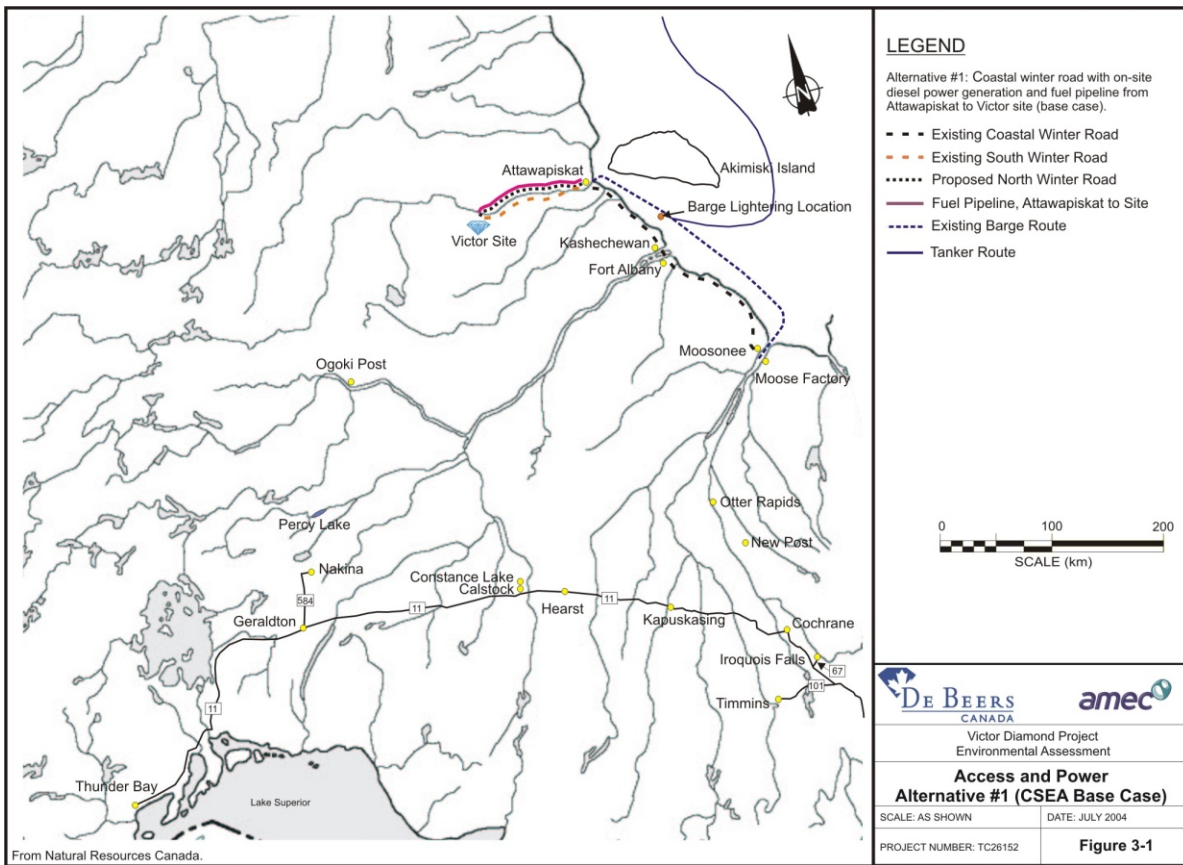 Attawapiskat
Akimiski Island
Barge Lightering Location
Victor Site
Kashechewan
Fort Albany
Moosonee
Moose Factory
Ogoki Post
Otter Rapids
Percy Lake
New Post
Nakina
Constance Lake
Calstock
584
11
Hearst
11
Geraldton
Kapuskasing
Cochrane
Iroquois Falls
67
101
Timmins
11
Thunder Bay
Lake Superior
From Natural Resources Canada.
N
LEGEND
Alternative #1: Coastal winter road with on-site
diesel power generation and fuel pipeline from
Attawapiskat to Victor site (base case).
Existing Coastal Winter Road
Existing South Winter Road
Proposed North Winter Road
Fuel Pipeline, Attawapiskat to Site
Existing Barge Route
Tanker Route
0 100 200
SCALE (km)
DE BEERS
CANADA
amec
Victor Diamond Project
Environmental Assessment
Access and Power
Alternative #1 (CSEA Base Case)
SCALE: AS SHOWN DATE: JULY 2004
PROJECT NUMBER: TC26152 Figure 3-1